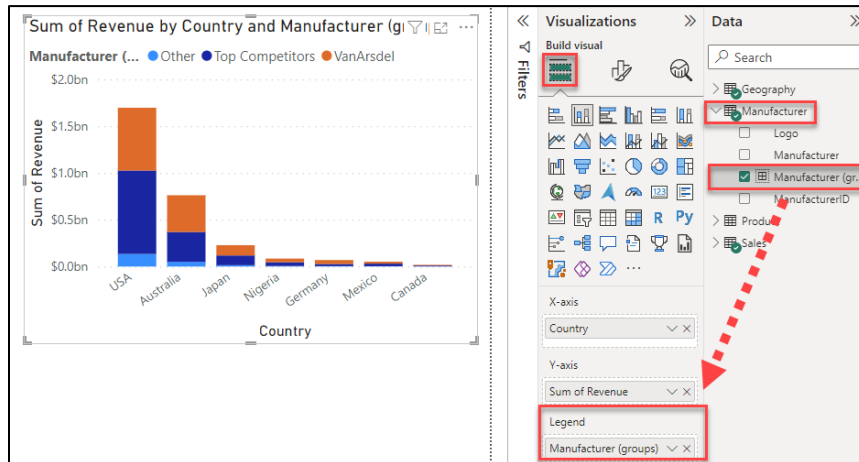 Sum of Revenue by Country and Manufacturer (gr
Manufacturer (... Other Top Competitors VanArsdel
$2.0bn
$1.5bn
$1.0bn
$0.5bn
$0.0bn
Sum of Revenue
USA
Australia
Japan
Nigeria
Germany
Mexico
Canada
Country
Filters
Visualizations
Build visual
123
R
Py
X-axis
Country
Y-axis
Sum of Revenue
Legend
Manufacturer (groups)
Data
Search
Geography
Manufacturer
Logo
Manufacturer
Manufacturer (gr...
ManufacturerID
Sales